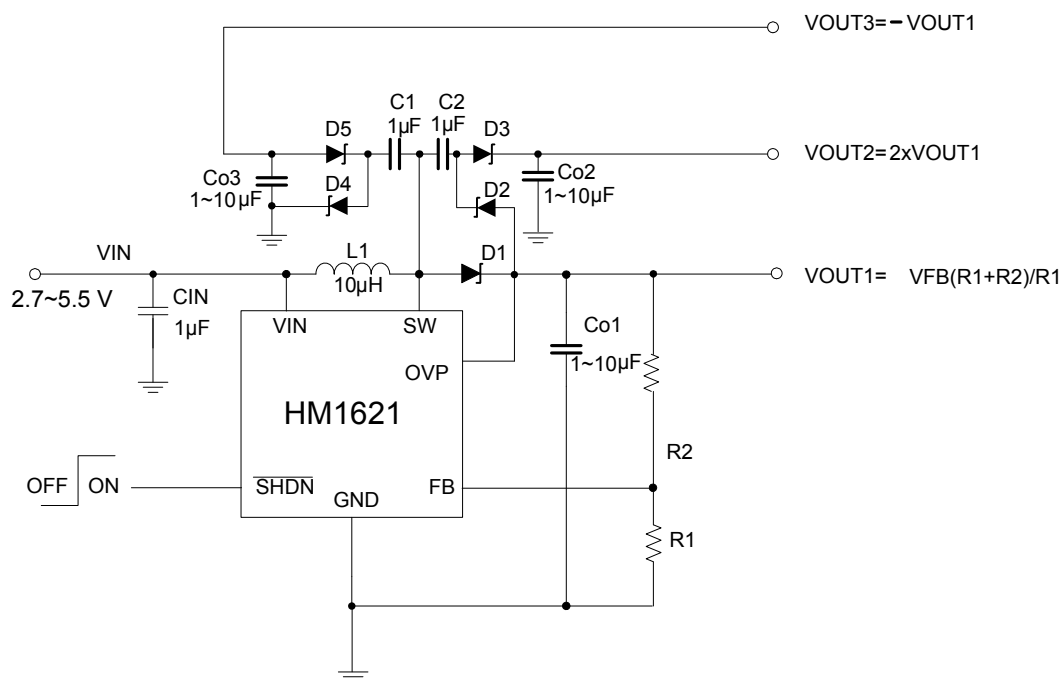 VOUT3=−VOUT1
C1
1µF
C2
1µF
D5
D3
Co3
1~10µF
D4
D2
Co2
1~10µF
VOUT2=2xVOUT1
VIN
L1
10µH
D1
VOUT1= VFB(R1+R2)/R1
2.7~5.5 V
CIN
1µF
VIN
SW
Co1
1~10µF
OVP
HM1621
R2
OFF
ON
SHDN
GND
FB
R1